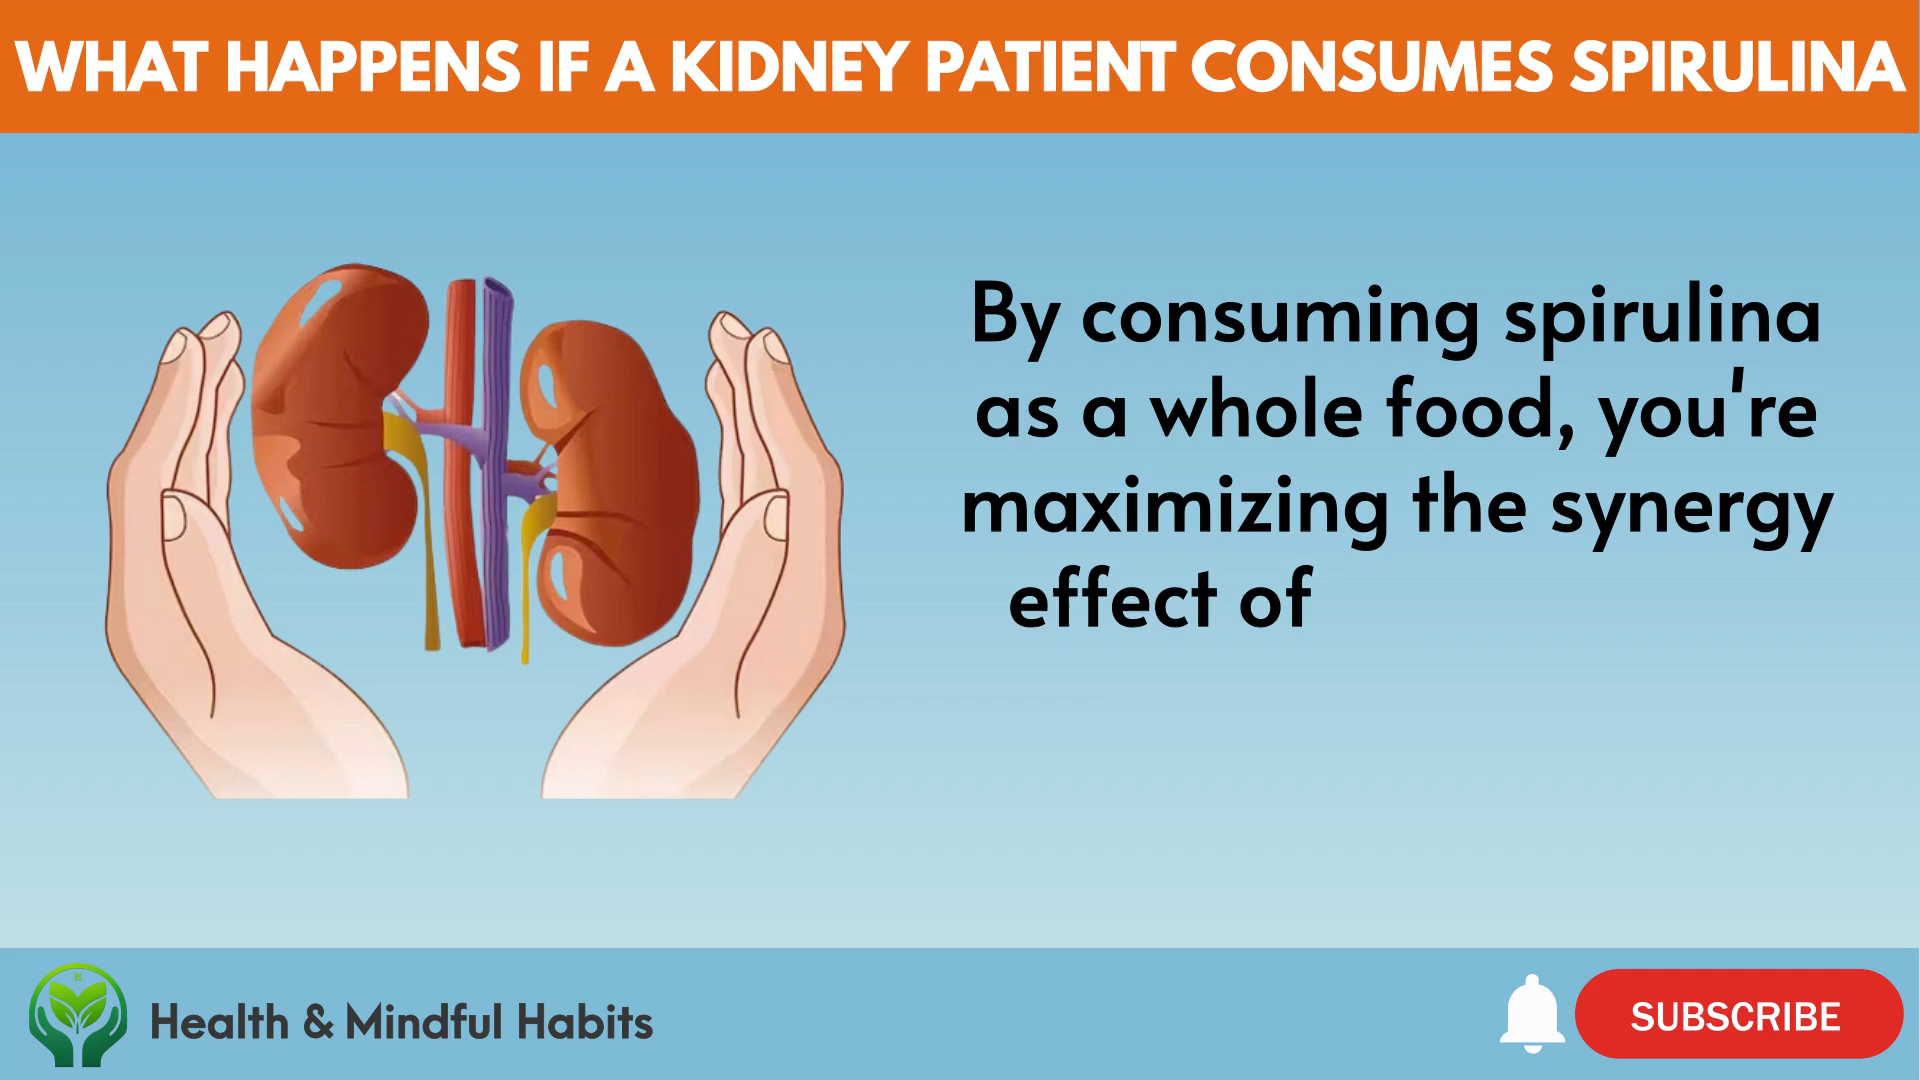 WHAT HAPPENS IF A KIDNEY PATIENT CONSUMES SPIRULINA
By consuming spirulina
as a whole food, you're
maximizing the synergy
effect of
Health & Mindful Habits
SUBSCRIBE